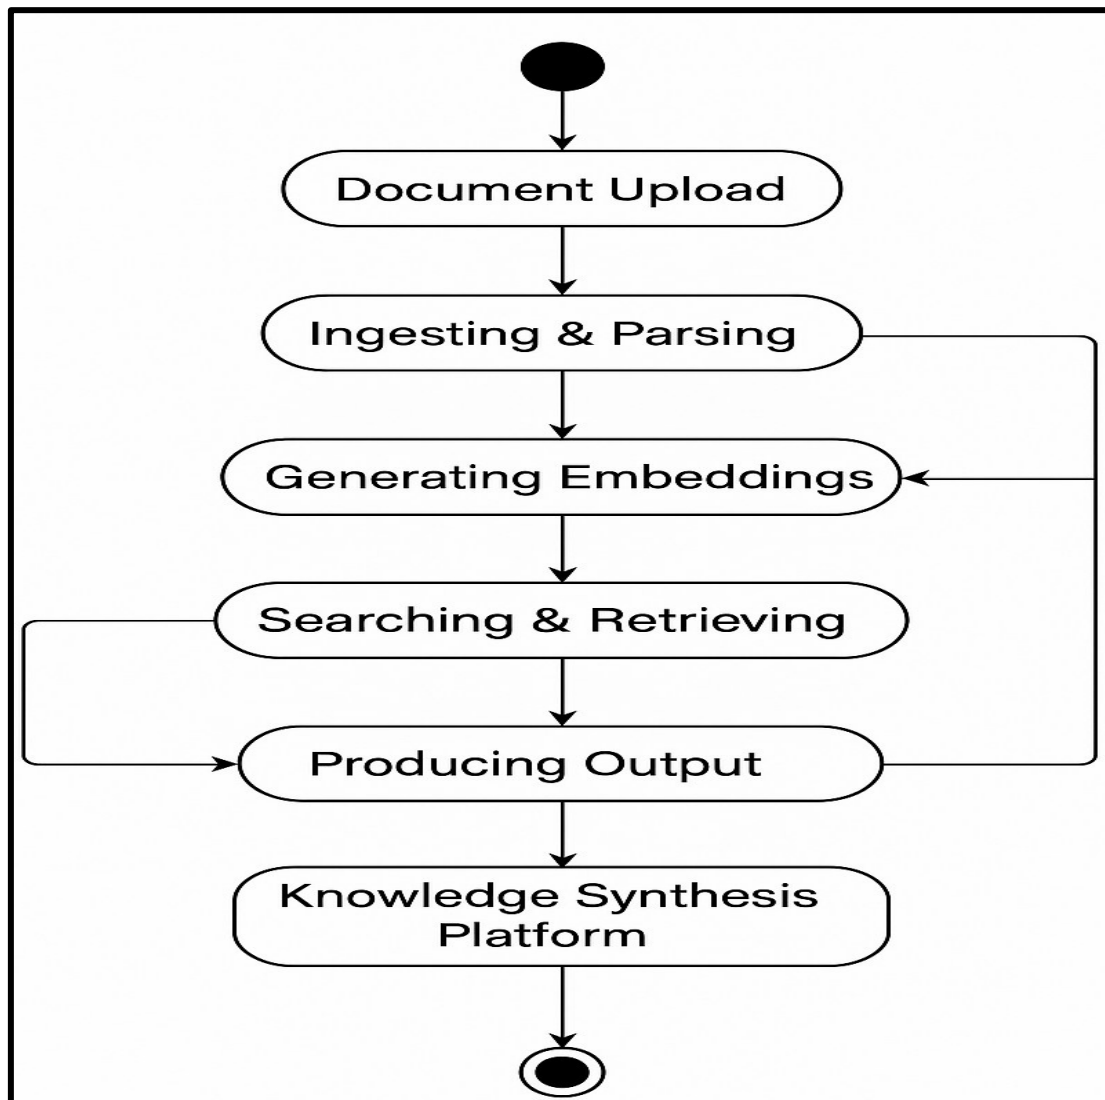 Document Upload
Ingesting & Parsing
Generating Embeddings
Searching & Retrieving
Producing Output
Knowledge Synthesis
Platform